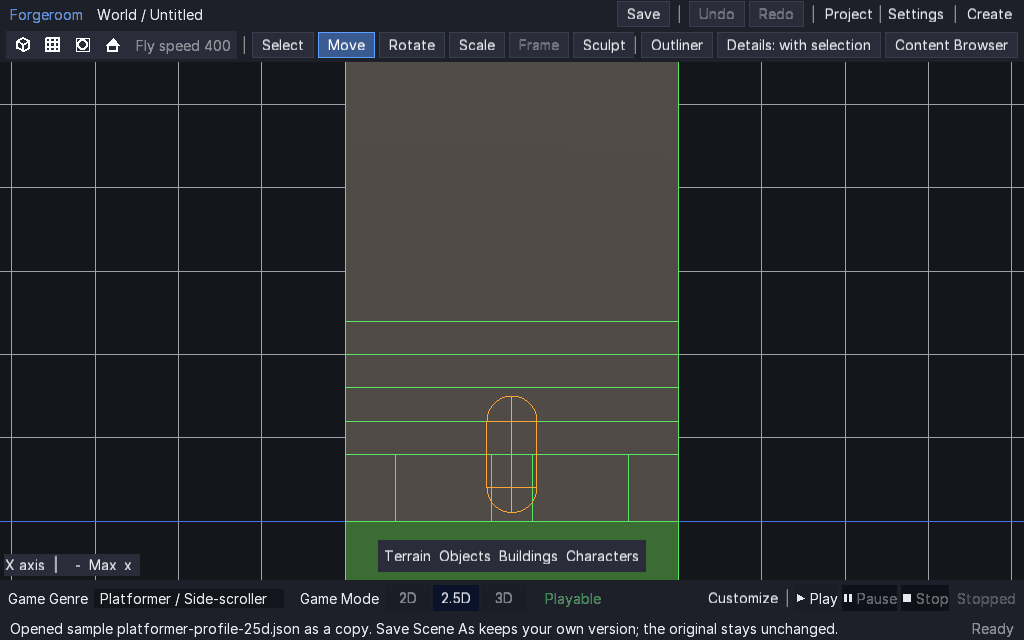 Forgeroom World / Untitled Save Undo Redo Project Settings Create
Fly speed 400 Select Move Rotate Scale Frame Sculpt Outliner Details: with selection Content Browser
Terrain Objects Buildings Characters
X axis - Max x
Game Genre Platformer / Side-scroller Game Mode 2D 2.5D 3D Playable Customize Play Pause Stop Stopped
Opened sample platformer-profile-25d.json as a copy. Save Scene As keeps your own version; the original stays unchanged. Ready